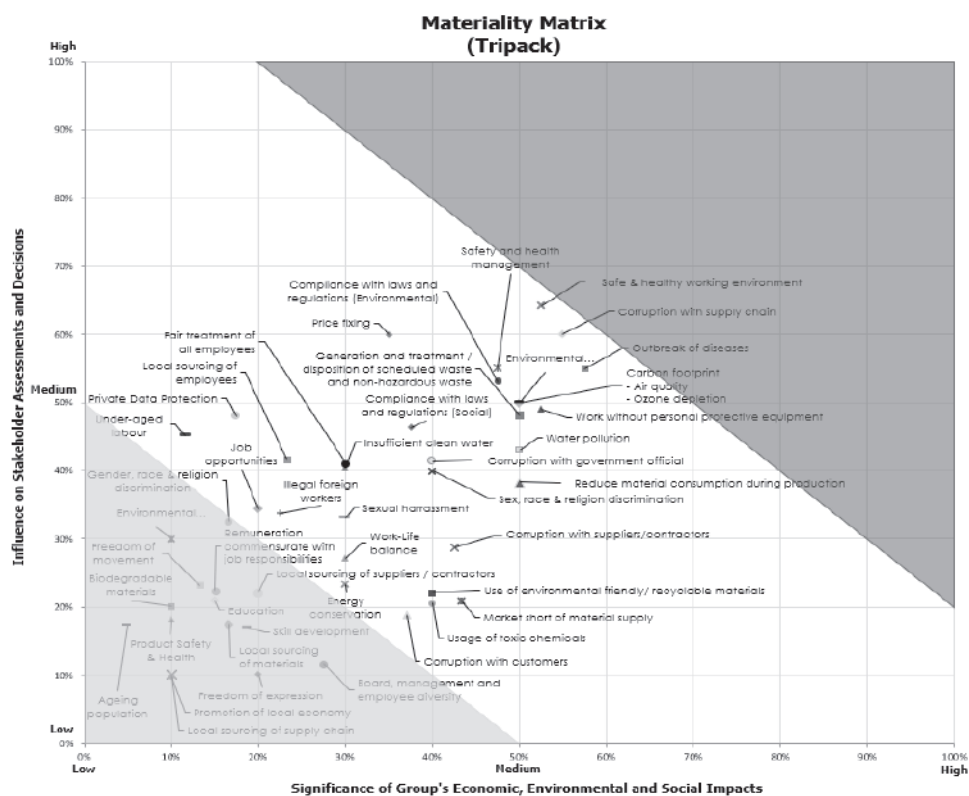 Materiality Matrix
(Tripack)
High
100%
90%
80%
70%
60%
Medium
50%
40%
30%
20%
10%
Low
0%
Influence on Stakeholder Assessments and Decisions
Safety and health
management
Compliance with laws and
regulations (Environmental)
Safe & healthy working environment
Corruption with supply chain
Price fixing
Fair treatment of
all employees
Generation and treatment /
disposition of scheduled waste
and non-hazardous waste
Environmental...
Outbreak of diseases
Local sourcing of
employees
Carbon footprint
- Air quality
- Ozone depletion
Private Data Protection
Compliance with laws
and regulations (Social)
Work without personal protective equipment
Under-aged
labour
Job
opportunities
Insufficient clean water
Water pollution
Corruption with government official
Gender, race & religion
discrimination
Illegal foreign
workers
Reduce material consumption during production
Sex, race & religion discrimination
Environmental...
Sexual harrassment
Remuneration
commensurate with
job responsibilities
Work-Life
balance
Corruption with suppliers/contractors
Freedom of
movement
Local sourcing of suppliers / contractors
Biodegradable
materials
Energy
conservation
Use of environmental friendly/ recyclable materials
Education
Market short of material supply
Skill development
Usage of toxic chemicals
Product Safety
& Health
Local sourcing
of materials
Corruption with customers
Board, management and
employee diversity
Freedom of expression
Ageing
population
Promotion of local economy
Local sourcing of supply chain
0%
10%
20%
30%
40%
50%
60%
70%
80%
90%
100%
Low
Medium
High
Significance of Group's Economic, Environmental and Social Impacts